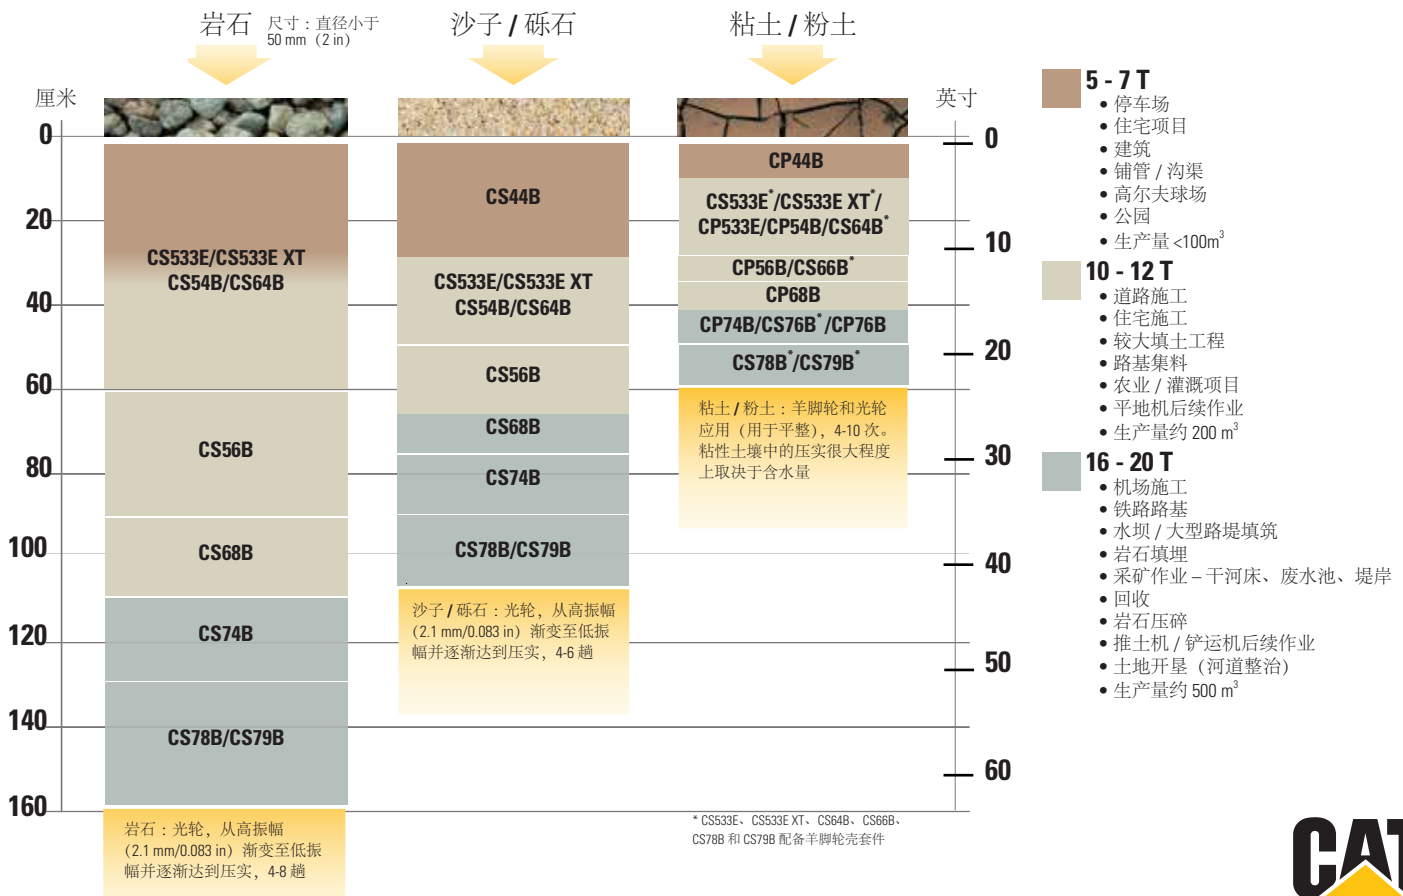 岩石
尺寸：直径小于
50 mm（2 in）
沙子 / 砾石
粘土 / 粉土
厘米
英寸
0
20
40
60
80
100
120
140
160
CS533E/CS533E XT
CS54B/CS64B
CS56B
CS68B
CS74B
CS78B/CS79B
岩石：光轮，从高振幅
(2.1 mm/0.083 in）渐变至低振
幅并逐渐达到压实，4-8 趟
CS44B
CS533E/CS533E XT
CS54B/CS64B
CS56B
CS68B
CS74B
CS78B/CS79B
沙子 / 砾石：光轮，从高振幅
(2.1 mm/0.083 in）渐变至低振
幅并逐渐达到压实，4-6 趟
CP44B
CS533E*/CS533E XT*/
CP533E/CP54B/CS64B*
CP56B/CS66B*
CP68B
CP74B/CS76B*/CP76B
CS78B*/CS79B*
粘土 / 粉土：羊脚轮和光轮
应用（用于平整），4-10 次。
粘性土壤中的压实很大程度
上取决于含水量
* CS533E、CS533E XT、CS64B、CS66B、
CS78B 和 CS79B 配备羊脚轮壳套件
0
10
20
30
40
50
60
5 - 7 T
• 停车场
• 住宅项目
• 建筑
• 铺管 / 沟渠
• 高尔夫球场
• 公园
• 生产量 <100m³
10 - 12 T
• 道路施工
• 住宅施工
• 较大填土工程
• 路基集料
• 农业 / 灌溉项目
• 平地机后续作业
• 生产量约 200 m³
16 - 20 T
• 机场施工
• 铁路路基
• 水坝 / 大型路堤填筑
• 岩石填埋
• 采矿作业 – 干河床、废水池、堤岸
• 回收
• 岩石压碎
• 推土机 / 铲运机后续作业
• 土地开垦（河道整治）
• 生产量约 500 m³
CAT